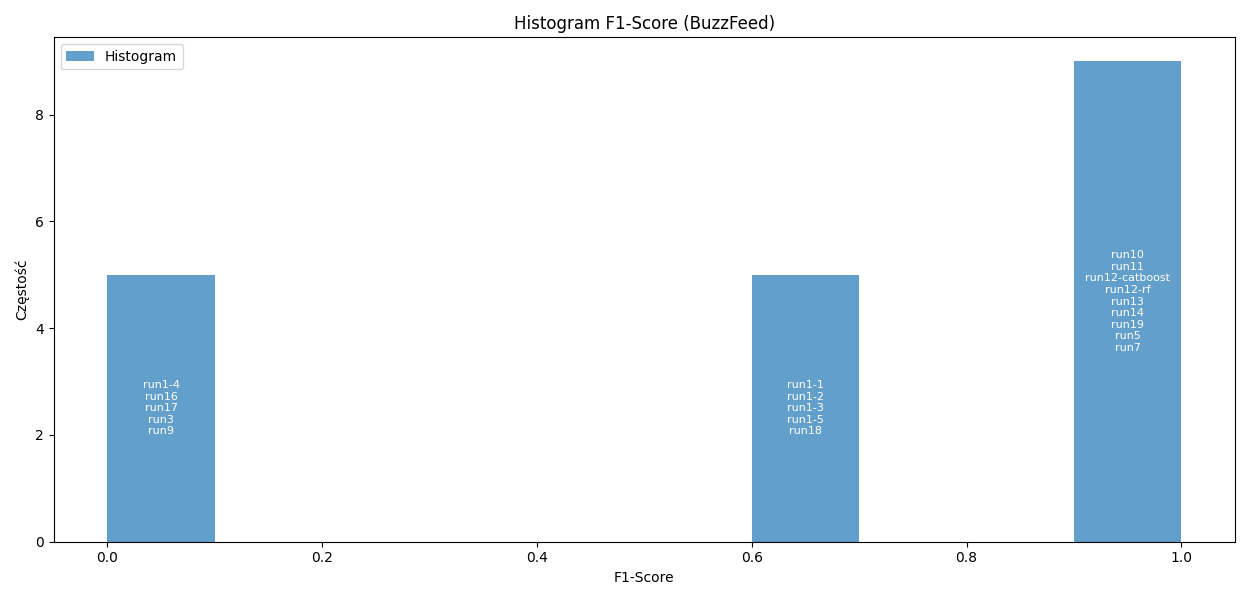 Histogram F1-Score (BuzzFeed)
Histogram
Częstość
8
6
4
2
0
run1-4
run16
run17
run3
run9
run1-1
run1-2
run1-3
run1-5
run18
run10
run11
run12-catboost
run12-rf
run13
run14
run19
run5
run7
0.0
0.2
0.4
0.6
0.8
1.0
F1-Score